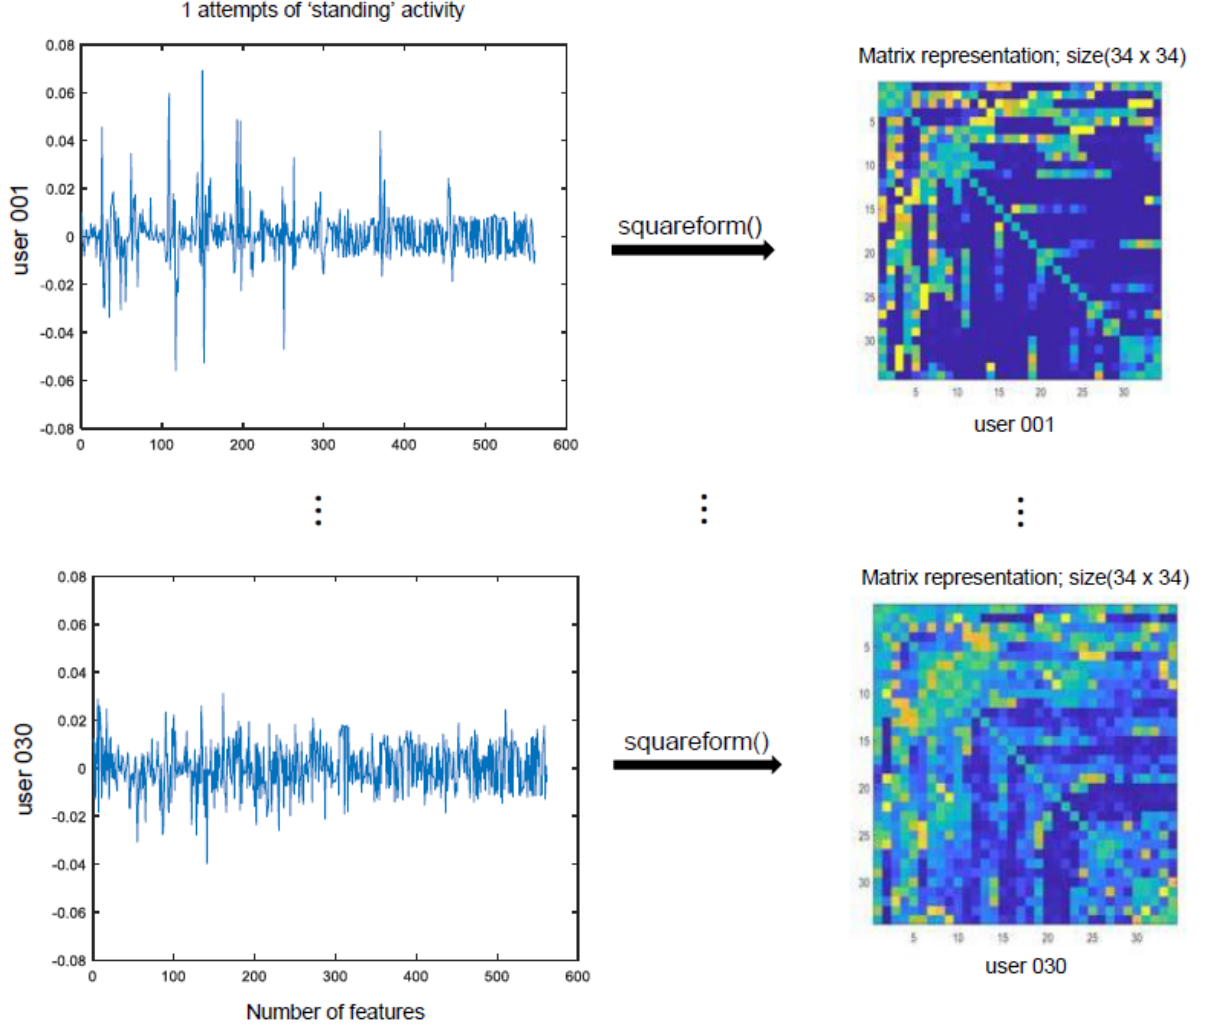 1 attempts of ‘standing’ activity
0.08
0.06
0.04
0.02
0
-0.02
-0.04
-0.06
-0.08
0 100 200 300 400 500 600
user 001
squareform()
Matrix representation; size(34 x 34)
5
10
15
20
25
30
5 10 15 20 25 30
user 001
0.08
0.06
0.04
0.02
0
-0.02
-0.04
-0.06
-0.08
0 100 200 300 400 500 600
user 030
Number of features
squareform()
Matrix representation; size(34 x 34)
5
10
15
20
25
30
5 10 15 20 25 30
user 030